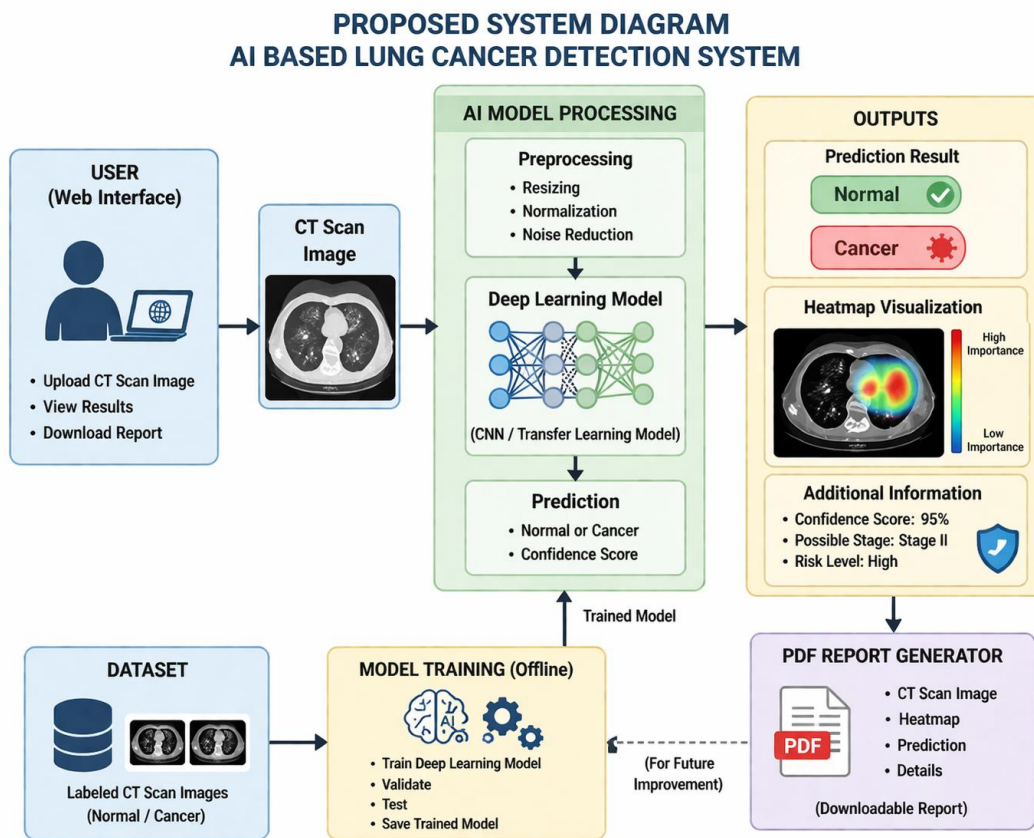 PROPOSED SYSTEM DIAGRAM
AI BASED LUNG CANCER DETECTION SYSTEM
USER
(Web Interface)
• Upload CT Scan Image
• View Results
• Download Report
CT Scan
Image
AI MODEL PROCESSING
Preprocessing
• Resizing
• Normalization
• Noise Reduction
Deep Learning Model
(CNN / Transfer Learning Model)
Prediction
• Normal or Cancer
• Confidence Score
OUTPUTS
Prediction Result
Normal
Cancer
Heatmap Visualization
High
Importance
Low
Importance
Additional Information
• Confidence Score: 95%
• Possible Stage: Stage II
• Risk Level: High
Trained Model
DATASET
Labeled CT Scan Images
(Normal / Cancer)
MODEL TRAINING (Offline)
AI
• Train Deep Learning Model
• Validate
• Test
• Save Trained Model
(For Future
Improvement)
PDF REPORT GENERATOR
PDF
• CT Scan Image
• Heatmap
• Prediction
• Details
(Downloadable Report)